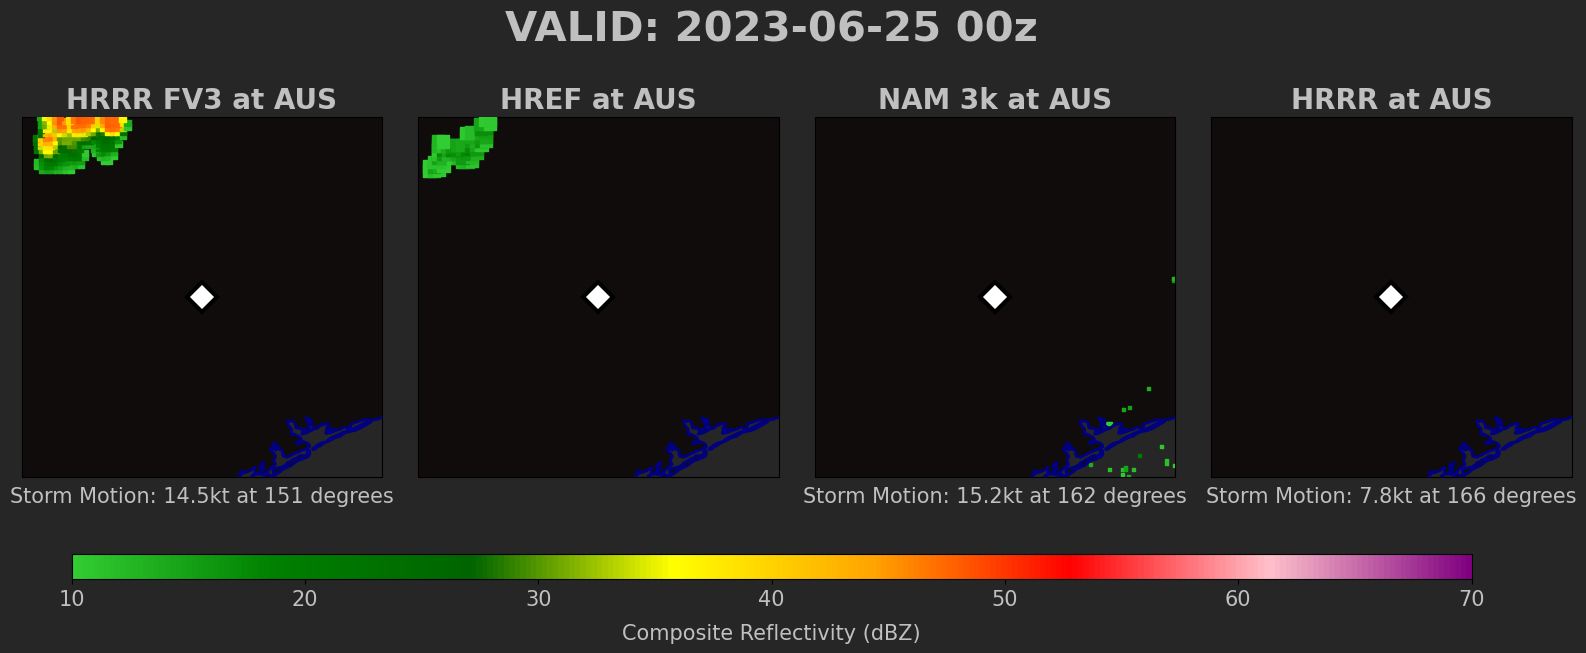 VALID: 2023-06-25 00z
HRRR FV3 at AUS
HREF at AUS
NAM 3k at AUS
HRRR at AUS
Storm Motion: 14.5kt at 151 degrees
Storm Motion: 15.2kt at 162 degrees
Storm Motion: 7.8kt at 166 degrees
10 20 30 40 50 60 70
Composite Reflectivity (dBZ)